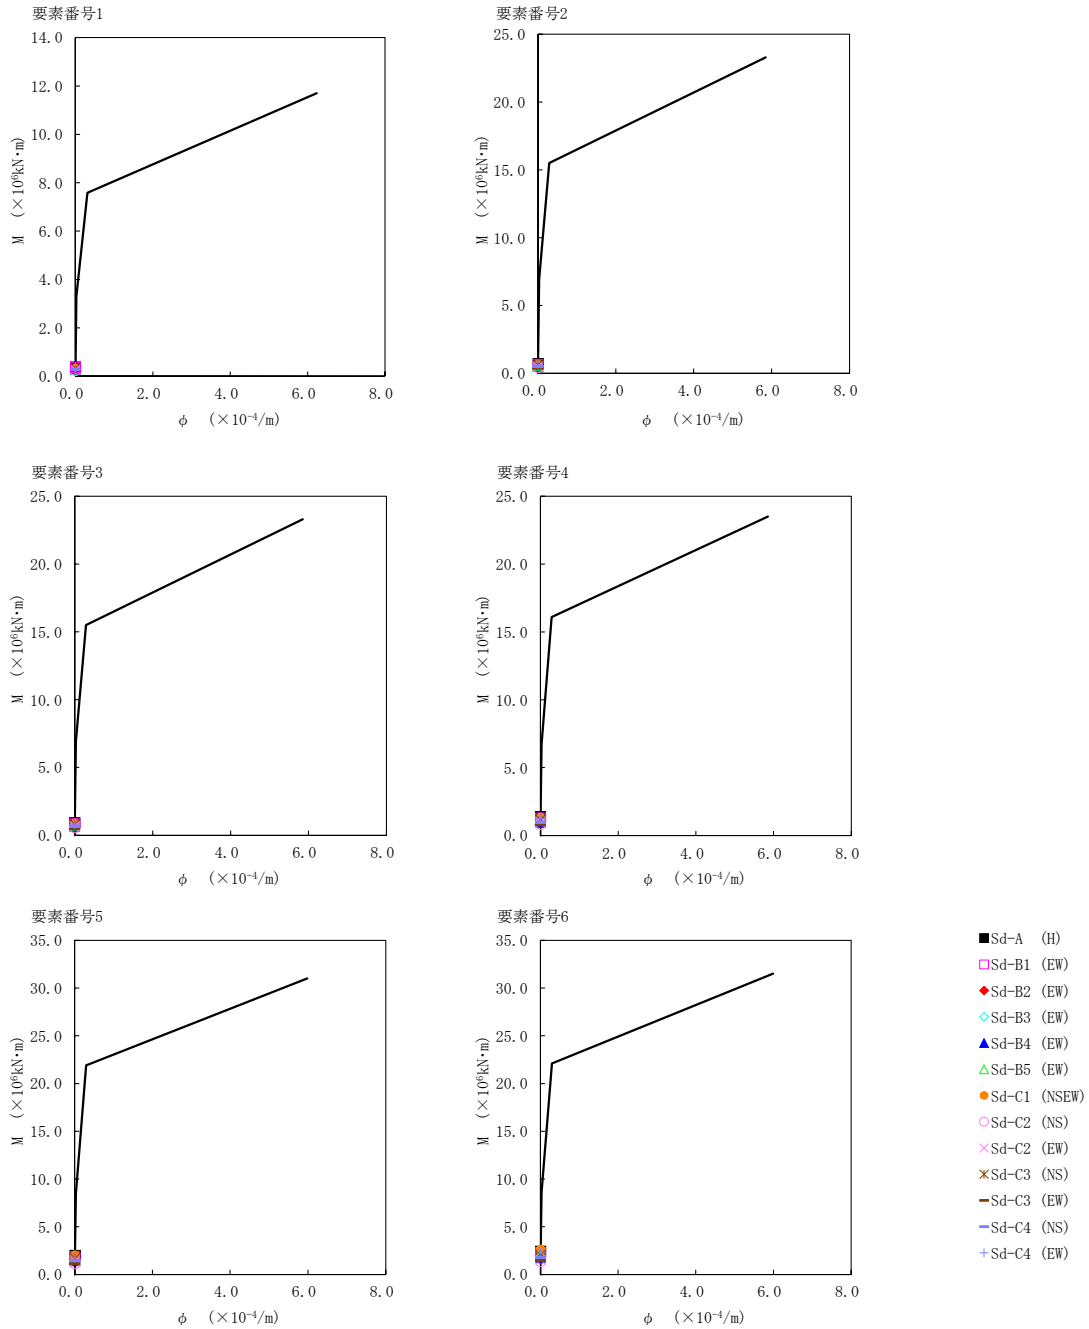 要素番号1
14.0
12.0
10.0
8.0
6.0
4.0
2.0
0.0
M (×10⁶kN・m)
0.0 2.0 4.0 6.0 8.0
φ (×10⁻⁴/m)
要素番号2
25.0
20.0
15.0
10.0
5.0
0.0
M (×10⁶kN・m)
0.0 2.0 4.0 6.0 8.0
φ (×10⁻⁴/m)
要素番号3
25.0
20.0
15.0
10.0
5.0
0.0
M (×10⁶kN・m)
0.0 2.0 4.0 6.0 8.0
φ (×10⁻⁴/m)
要素番号4
25.0
20.0
15.0
10.0
5.0
0.0
M (×10⁶kN・m)
0.0 2.0 4.0 6.0 8.0
φ (×10⁻⁴/m)
要素番号5
35.0
30.0
25.0
20.0
15.0
10.0
5.0
0.0
M (×10⁶kN・m)
0.0 2.0 4.0 6.0 8.0
φ (×10⁻⁴/m)
要素番号6
35.0
30.0
25.0
20.0
15.0
10.0
5.0
0.0
M (×10⁶kN・m)
0.0 2.0 4.0 6.0 8.0
φ (×10⁻⁴/m)
Sd-A (H)
Sd-B1 (EW)
Sd-B2 (EW)
Sd-B3 (EW)
Sd-B4 (EW)
Sd-B5 (EW)
Sd-C1 (NSEW)
Sd-C2 (NS)
Sd-C2 (EW)
Sd-C3 (NS)
Sd-C3 (EW)
Sd-C4 (NS)
Sd-C4 (EW)